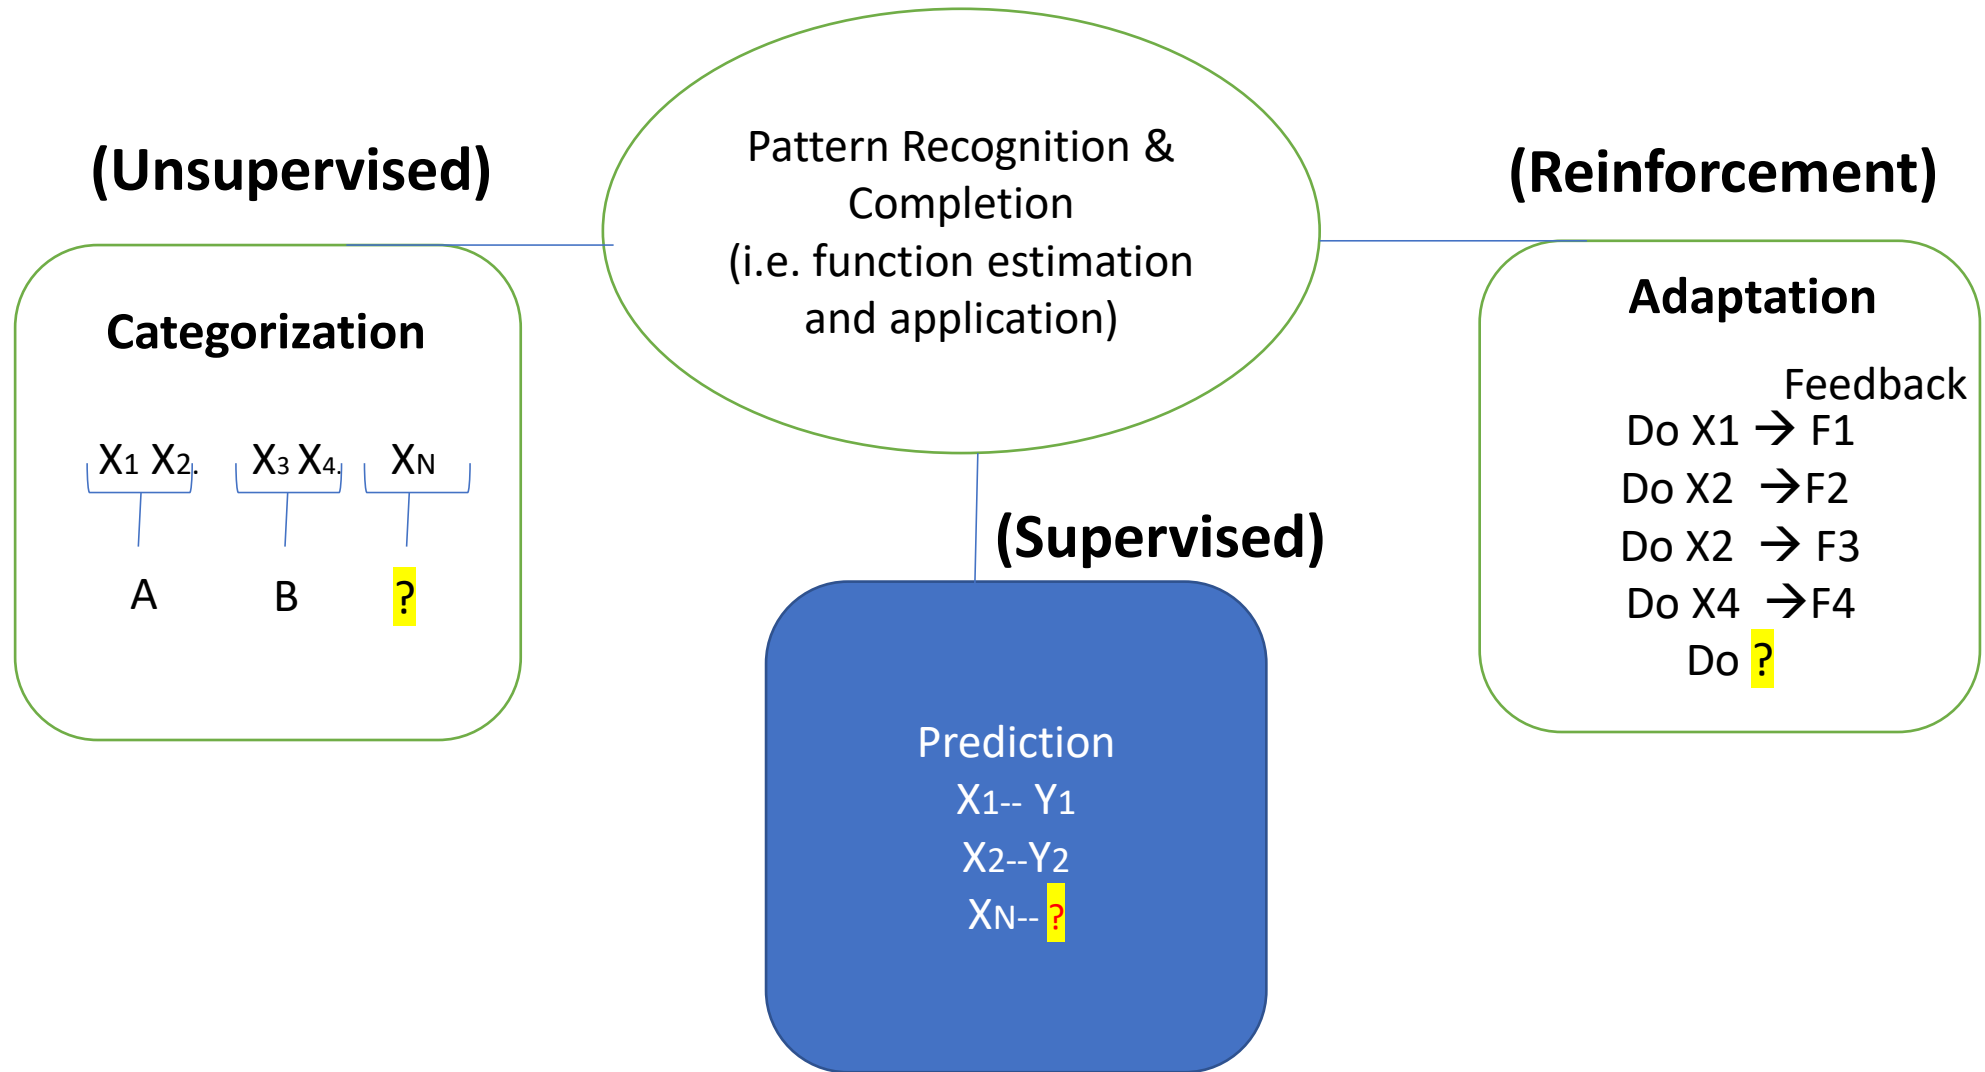 Pattern Recognition &
Completion
(i.e. function estimation
and application)
(Unsupervised)
Categorization
X1 X2. X3 X4. XN
A B ?
(Supervised)
Prediction
X1-- Y1
X2--Y2
XN-- ?
(Reinforcement)
Adaptation
Feedback
Do X1 → F1
Do X2 →F2
Do X2 → F3
Do X4 →F4
Do ?